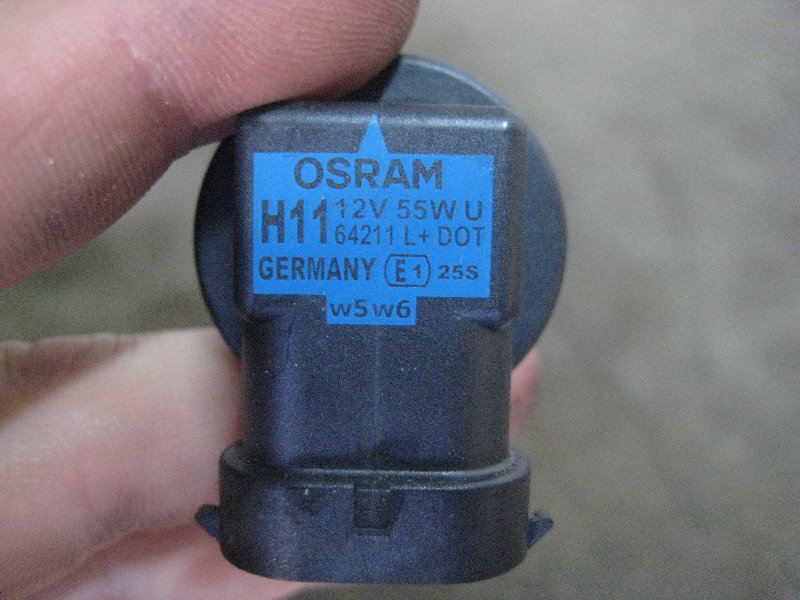 OSRAM
H11 12V 55W U
64211 L+ DOT
GERMANY E1 25S
w5w6